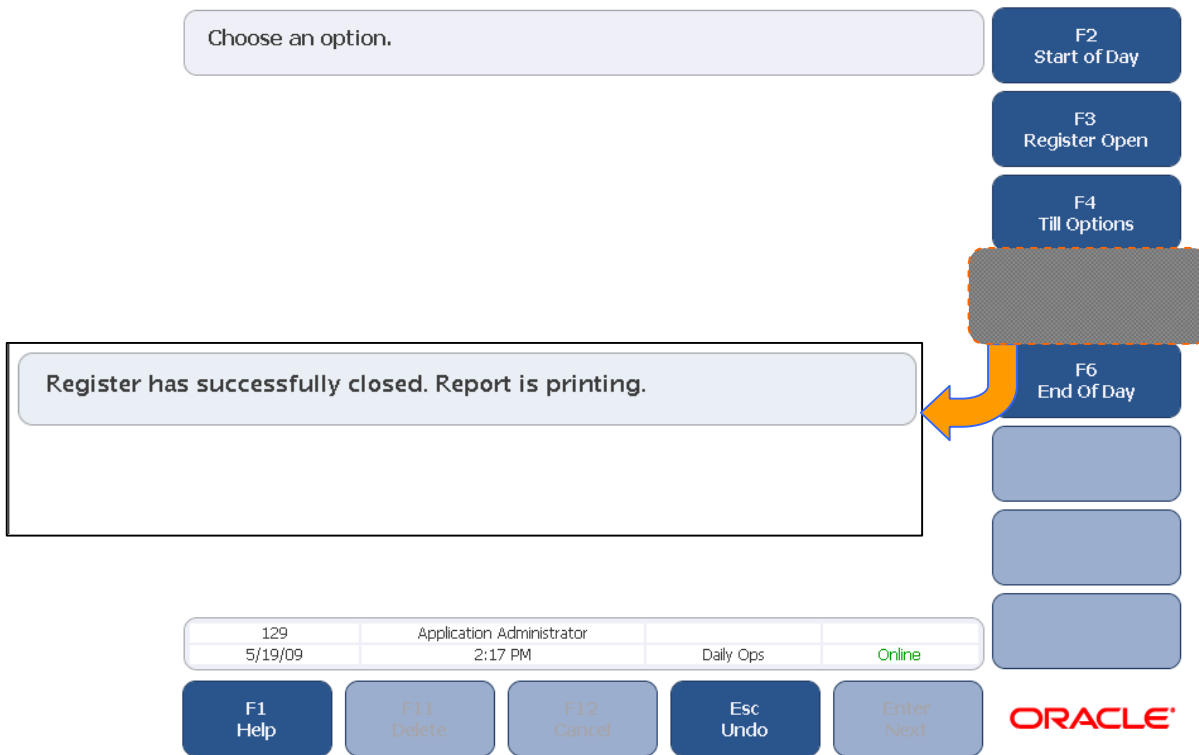 Choose an option.
F2
Start of Day
F3
Register Open
F4
Till Options
Register has successfully closed. Report is printing.
F6
End Of Day
129 Application Administrator
5/19/09 2:17 PM Daily Ops Online
F1
Help
F11
Delete
F12
Cancel
Esc
Undo
Enter
Next
ORACLE